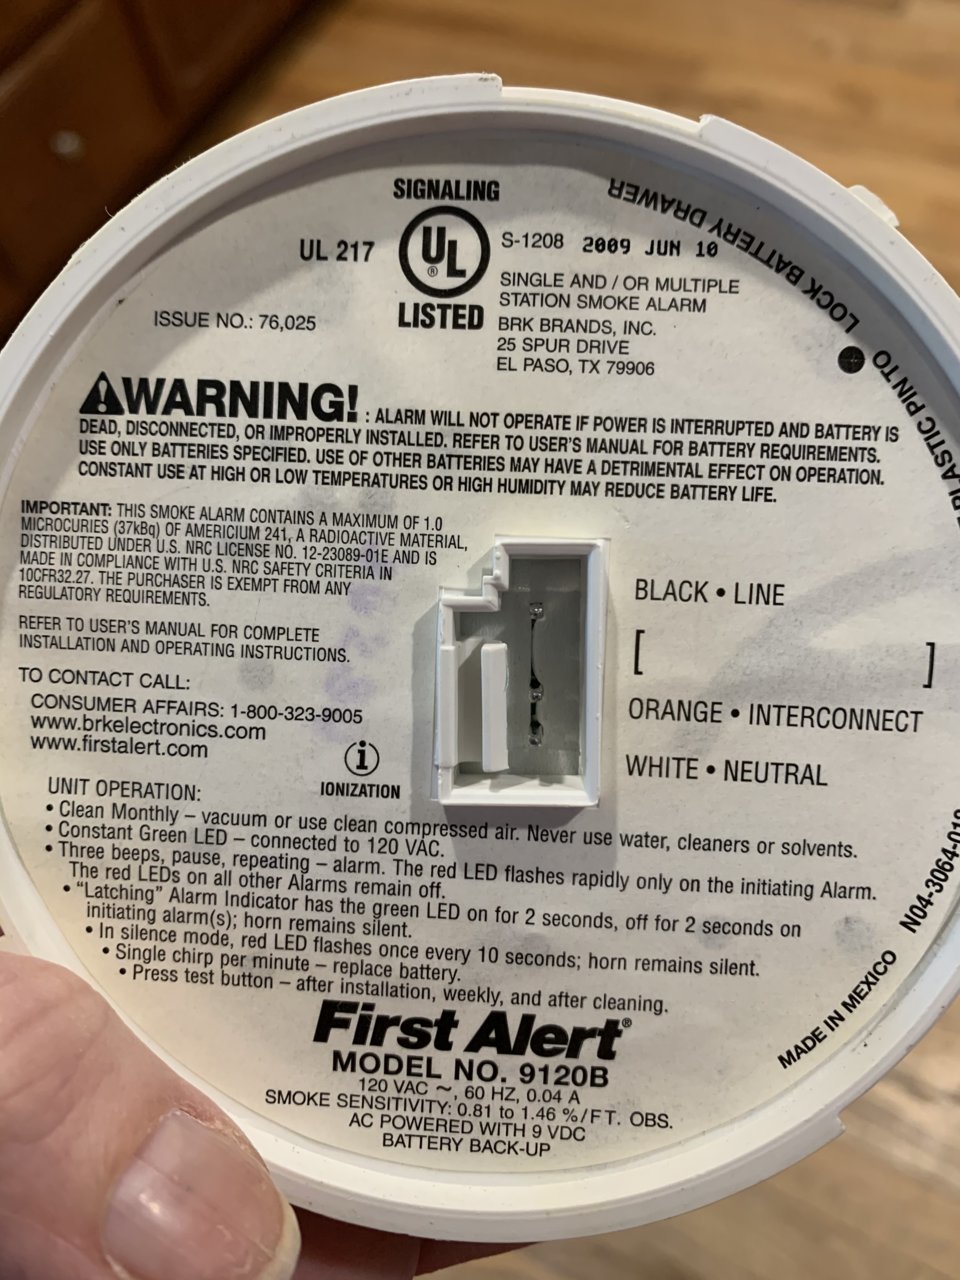 SIGNALING
UL 217
UL®
LISTED
S-1208 2009 JUN 10
SINGLE AND / OR MULTIPLE
STATION SMOKE ALARM
BRK BRANDS, INC.
25 SPUR DRIVE
EL PASO, TX 79906
ISSUE NO.: 76,025
PLASTIC PIN TO LOCK BATTERY DRAWER
WARNING! : ALARM WILL NOT OPERATE IF POWER IS INTERRUPTED AND BATTERY IS
DEAD, DISCONNECTED, OR IMPROPERLY INSTALLED. REFER TO USER'S MANUAL FOR BATTERY REQUIREMENTS.
USE ONLY BATTERIES SPECIFIED. USE OF OTHER BATTERIES MAY HAVE A DETRIMENTAL EFFECT ON OPERATION.
CONSTANT USE AT HIGH OR LOW TEMPERATURES OR HIGH HUMIDITY MAY REDUCE BATTERY LIFE.
IMPORTANT: THIS SMOKE ALARM CONTAINS A MAXIMUM OF 1.0
MICROCURIES (37kBq) OF AMERICIUM 241, A RADIOACTIVE MATERIAL,
DISTRIBUTED UNDER U.S. NRC LICENSE NO. 12-23089-01E AND IS
MADE IN COMPLIANCE WITH U.S. NRC SAFETY CRITERIA IN
10CFR32.27. THE PURCHASER IS EXEMPT FROM ANY
REGULATORY REQUIREMENTS.
REFER TO USER'S MANUAL FOR COMPLETE
INSTALLATION AND OPERATING INSTRUCTIONS.
TO CONTACT CALL:
CONSUMER AFFAIRS: 1-800-323-9005
www.brkelectronics.com
www.firstalert.com
i
IONIZATION
BLACK • LINE
[ ]
ORANGE • INTERCONNECT
WHITE • NEUTRAL
UNIT OPERATION:
• Clean Monthly – vacuum or use clean compressed air. Never use water, cleaners or solvents.
• Constant Green LED – connected to 120 VAC.
• Three beeps, pause, repeating – alarm. The red LED flashes rapidly only on the initiating Alarm.
The red LEDs on all other Alarms remain off.
• "Latching" Alarm Indicator has the green LED on for 2 seconds, off for 2 seconds on
initiating alarm(s); horn remains silent.
• In silence mode, red LED flashes once every 10 seconds; horn remains silent.
• Single chirp per minute – replace battery.
• Press test button – after installation, weekly, and after cleaning.
First Alert®
MODEL NO. 9120B
120 VAC ~, 60 HZ, 0.04 A
SMOKE SENSITIVITY: 0.81 to 1.46 %/FT. OBS.
AC POWERED WITH 9 VDC
BATTERY BACK-UP
MADE IN MEXICO